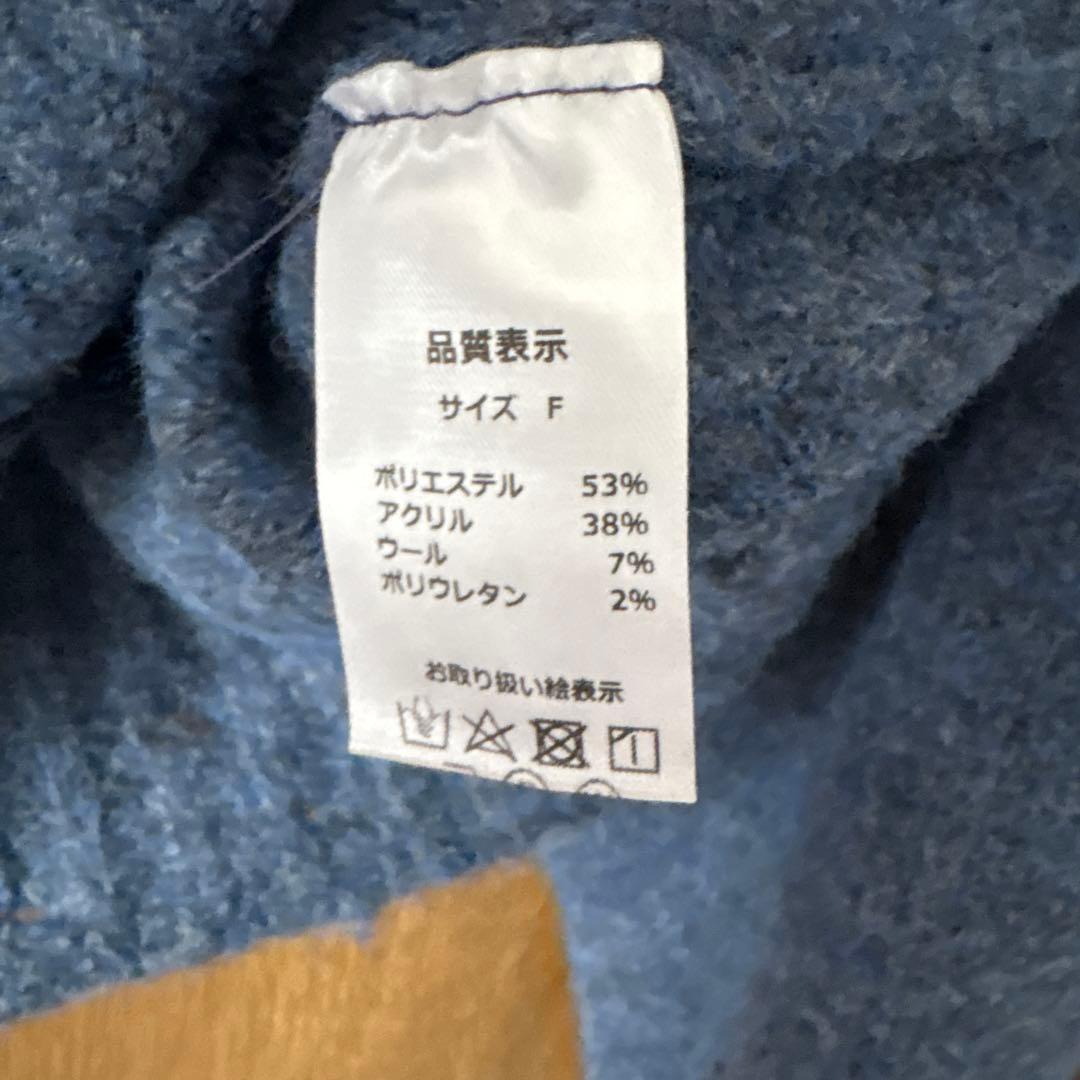 品質表示
サイズ F
ポリエステル 53%
アクリル 38%
ウール 7%
ポリウレタン 2%
お取り扱い絵表示